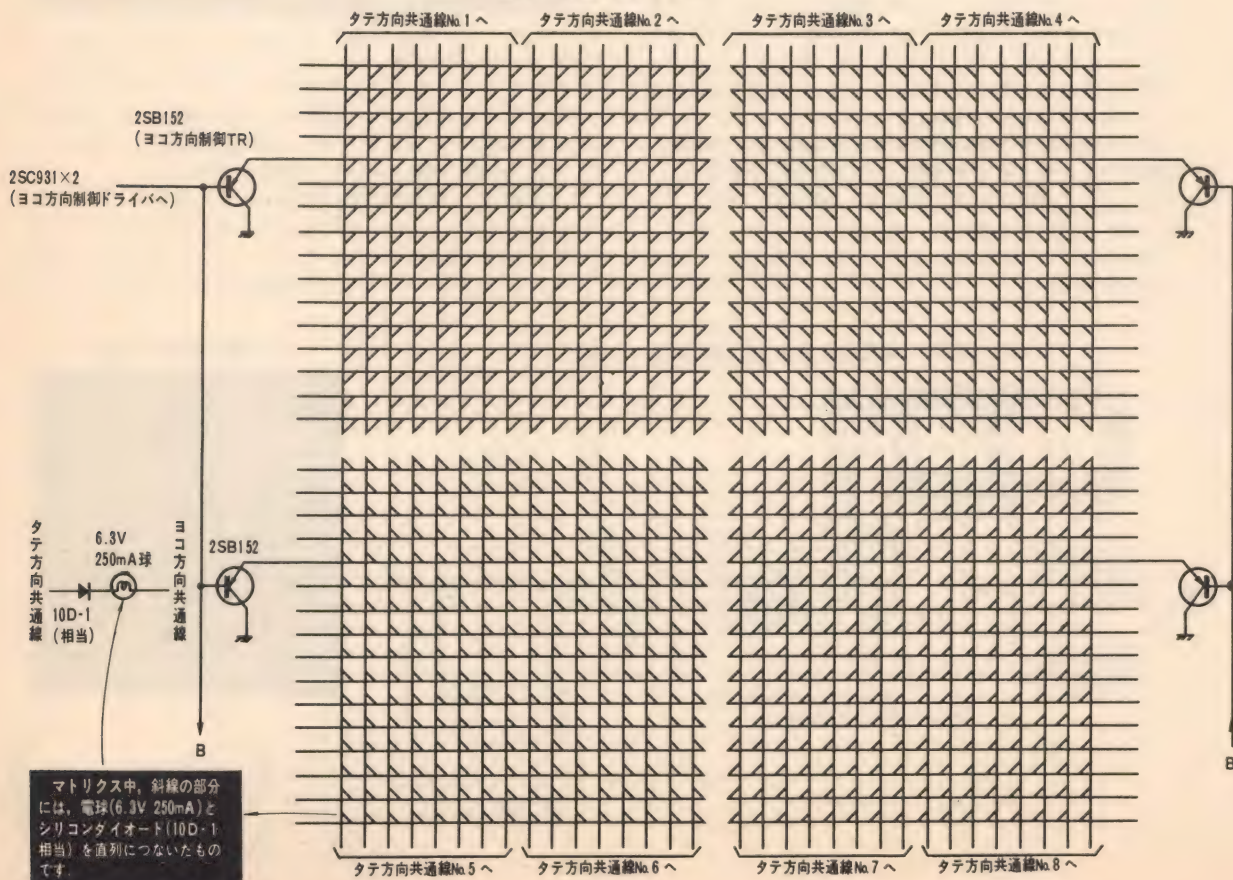 タテ方向共通線No.1 へ
タテ方向共通線No.2 へ
タテ方向共通線No.3 へ
タテ方向共通線No.4 へ
2SB152
(ヨコ方向制御TR)
2SC931×2
(ヨコ方向制御ドライバへ)
タテ方向共通線
6.3V
250mA球
10D-1
(相当)
ヨコ方向共通線
2SB152
B
B
マトリクス中，斜線の部分
には，電球(6.3V 250mA)と
シリコンダイオード(10D-1
相当)を直列につないだもの
です.
タテ方向共通線No.5 へ
タテ方向共通線No.6 へ
タテ方向共通線No.7 へ
タテ方向共通線No.8 へ